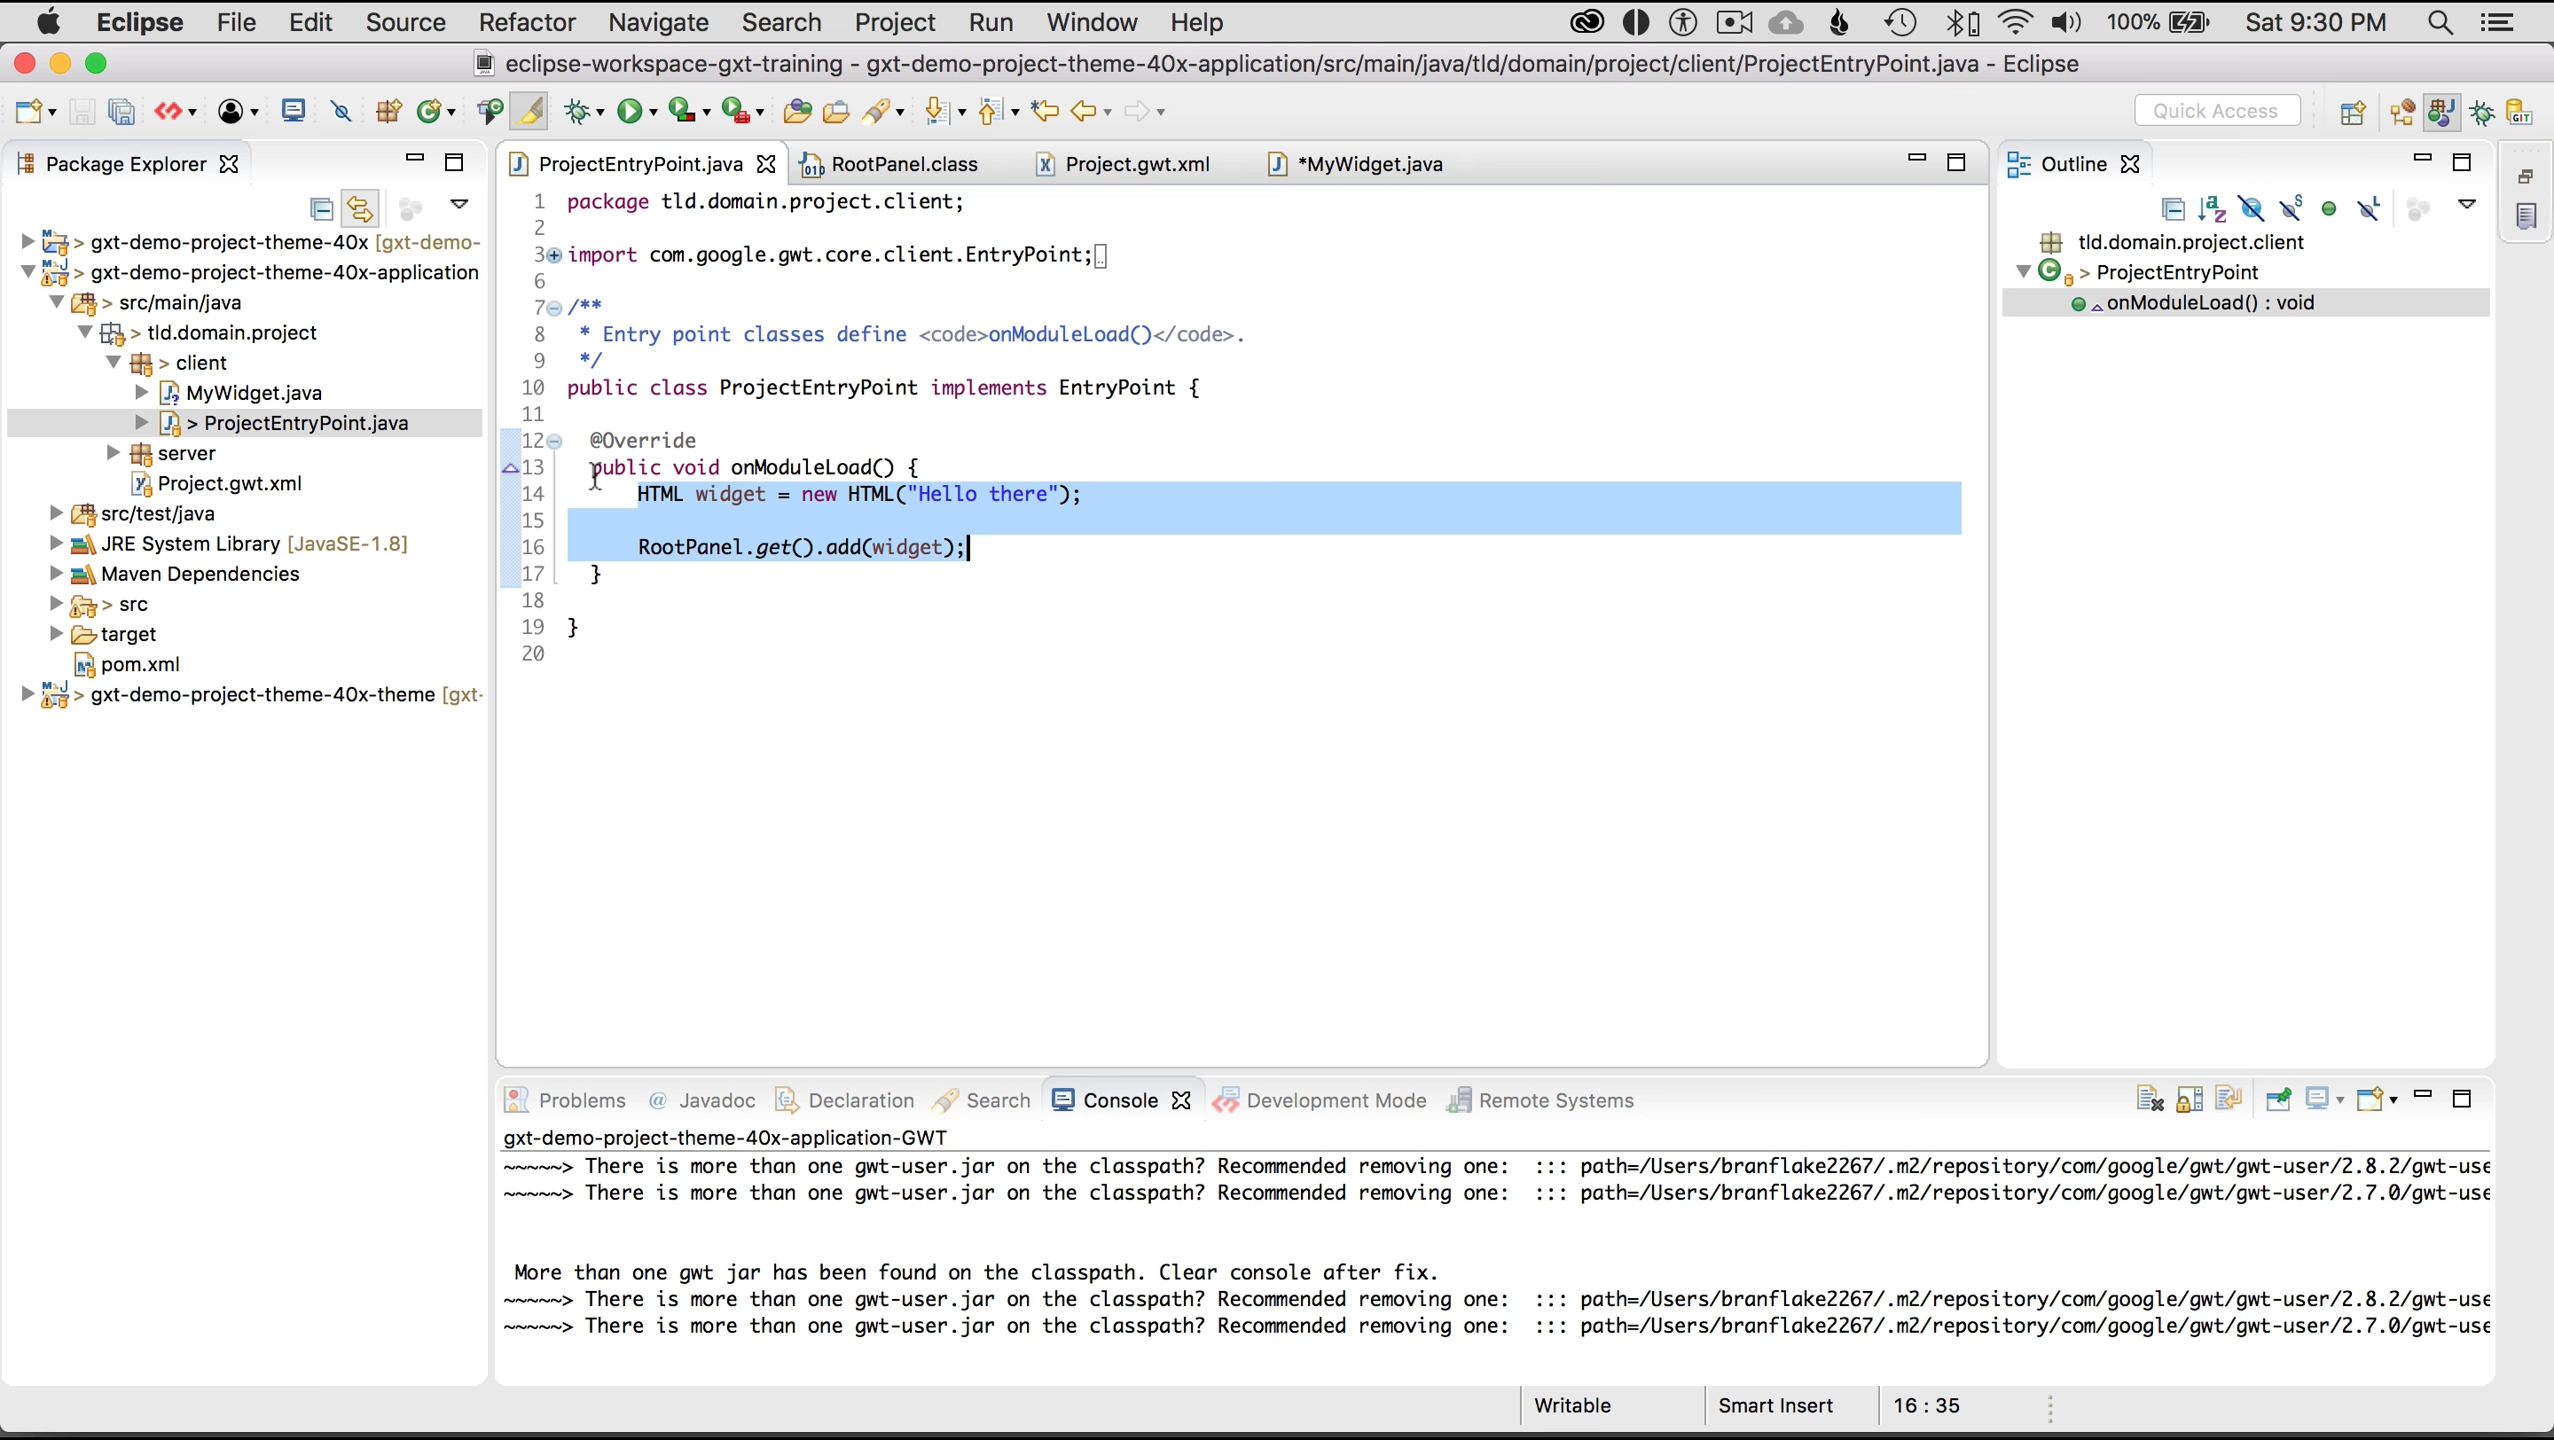 Eclipse File Edit Source Refactor Navigate Search Project Run Window Help 100% Sat 9:30 PM
eclipse-workspace-gxt-training - gxt-demo-project-theme-40x-application/src/main/java/tld/domain/project/client/ProjectEntryPoint.java - Eclipse
Quick Access
Package Explorer
> gxt-demo-project-theme-40x [gxt-demo-
> gxt-demo-project-theme-40x-application
> src/main/java
> tld.domain.project
> client
MyWidget.java
> ProjectEntryPoint.java
server
Project.gwt.xml
src/test/java
JRE System Library [JavaSE-1.8]
Maven Dependencies
> src
target
pom.xml
> gxt-demo-project-theme-40x-theme [gxt-
ProjectEntryPoint.java RootPanel.class Project.gwt.xml *MyWidget.java
1 package tld.domain.project.client;
2
3 import com.google.gwt.core.client.EntryPoint;
6
7 /**
8 * Entry point classes define <code>onModuleLoad()</code>.
9 */
10 public class ProjectEntryPoint implements EntryPoint {
11
12 @Override
13 public void onModuleLoad() {
14 HTML widget = new HTML("Hello there");
15
16 RootPanel.get().add(widget);
17 }
18
19 }
20
Outline
tld.domain.project.client
> ProjectEntryPoint
onModuleLoad() : void
Problems @ Javadoc Declaration Search Console Development Mode Remote Systems
gxt-demo-project-theme-40x-application-GWT
~~~~~> There is more than one gwt-user.jar on the classpath? Recommended removing one: ::: path=/Users/branflake2267/.m2/repository/com/google/gwt/gwt-user/2.8.2/gwt-use
~~~~~> There is more than one gwt-user.jar on the classpath? Recommended removing one: ::: path=/Users/branflake2267/.m2/repository/com/google/gwt/gwt-user/2.7.0/gwt-use
More than one gwt jar has been found on the classpath. Clear console after fix.
~~~~~> There is more than one gwt-user.jar on the classpath? Recommended removing one: ::: path=/Users/branflake2267/.m2/repository/com/google/gwt/gwt-user/2.8.2/gwt-use
~~~~~> There is more than one gwt-user.jar on the classpath? Recommended removing one: ::: path=/Users/branflake2267/.m2/repository/com/google/gwt/gwt-user/2.7.0/gwt-use
Writable Smart Insert 16 : 35